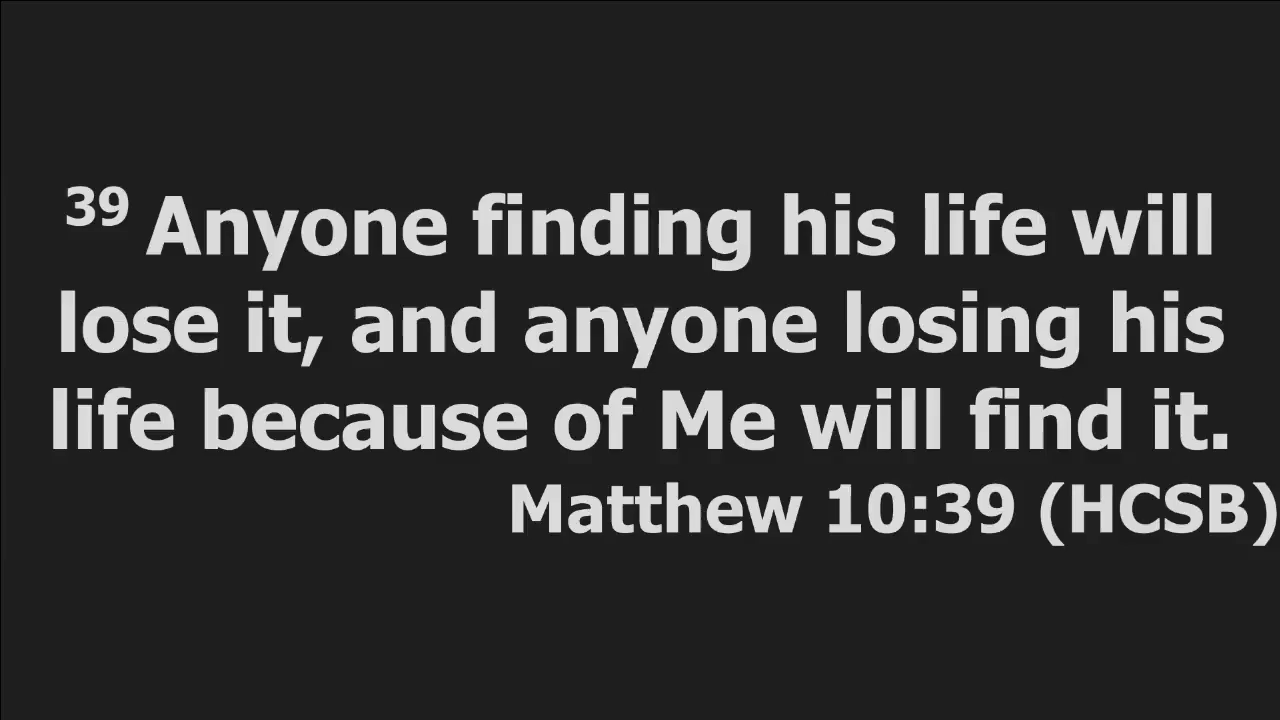 39 Anyone finding his life will
lose it, and anyone losing his
life because of Me will find it.
Matthew 10:39 (HCSB)